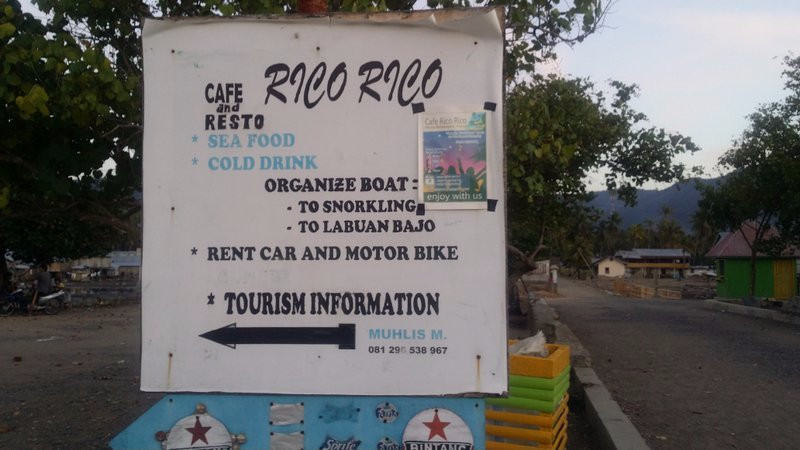 CAFE
and
RESTO
RICO RICO
* SEA FOOD
* COLD DRINK
ORGANIZE BOAT :
- TO SNORKLING
- TO LABUAN BAJO
* RENT CAR AND MOTOR BIKE
* TOURISM INFORMATION
MUHLIS M.
081 296 538 967
Cafe Rico Rico
enjoy with us
Sprite
Fanta
BINTANG